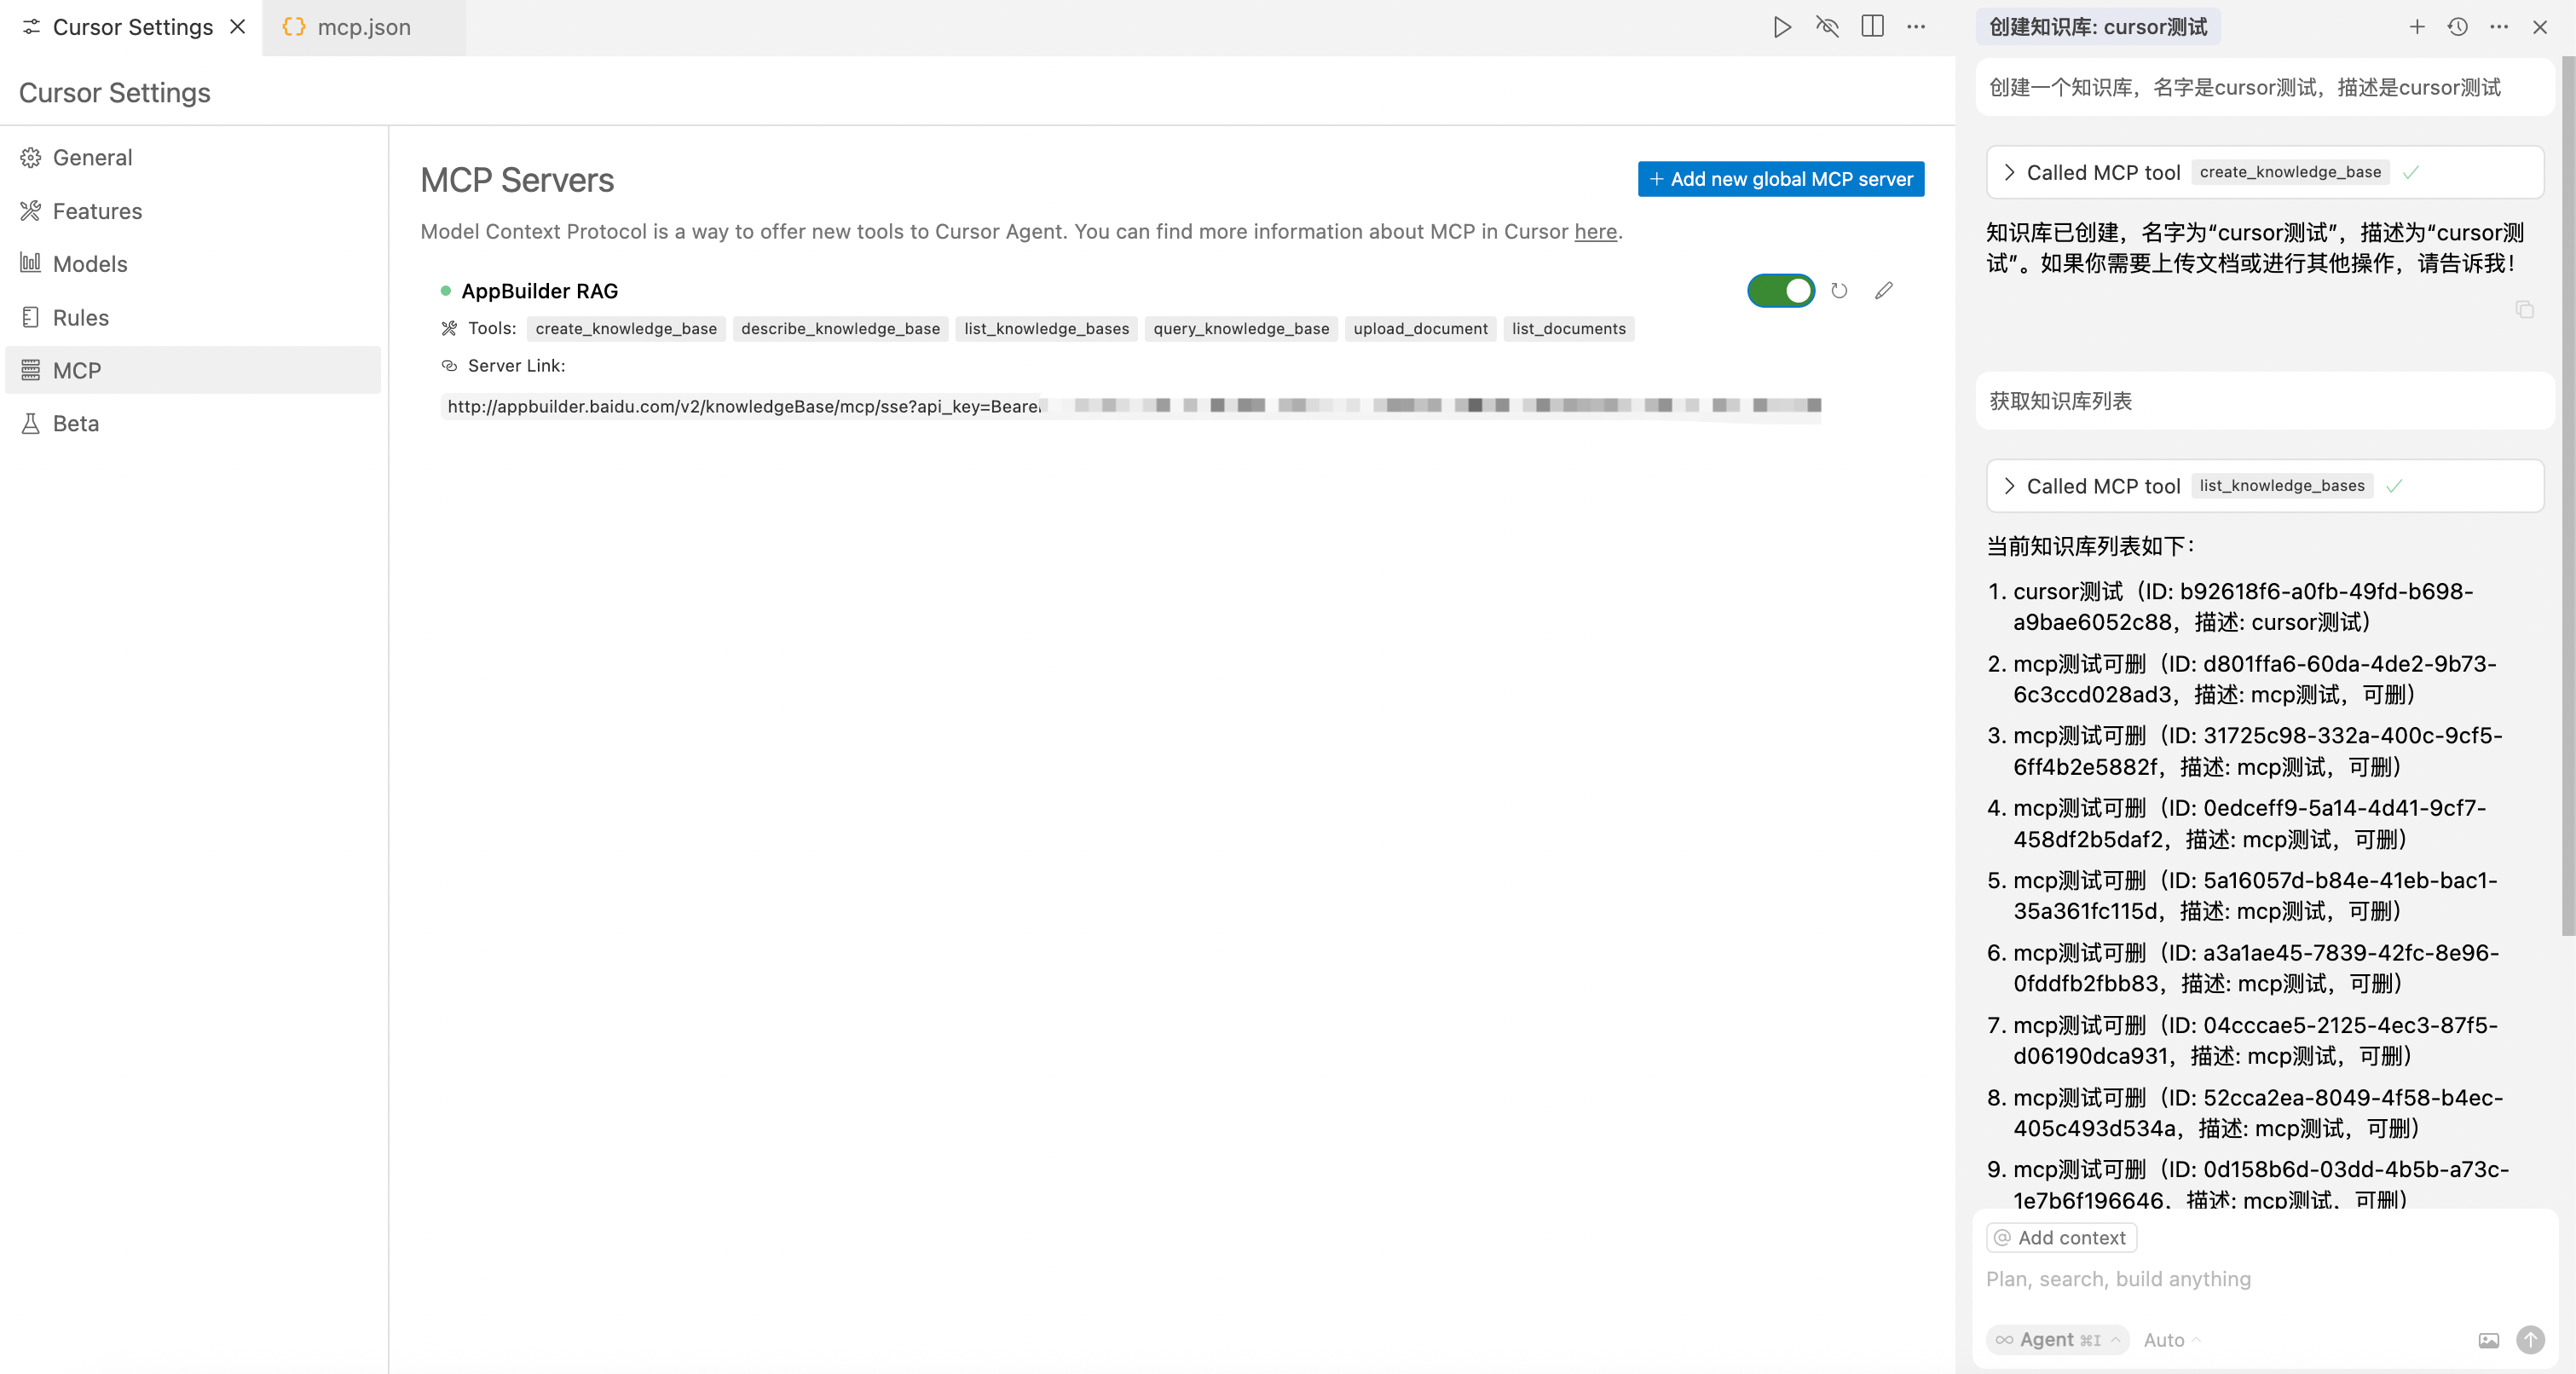 Cursor Settings
mcp.json
Cursor Settings
General
Features
Models
Rules
MCP
Beta
MCP Servers
Add new global MCP server
Model Context Protocol is a way to offer new tools to Cursor Agent. You can find more information about MCP in Cursor here.
AppBuilder RAG
Tools: create_knowledge_base describe_knowledge_base list_knowledge_bases query_knowledge_base upload_document list_documents
Server Link:
http://appbuilder.baidu.com/v2/knowledgeBase/mcp/sse?api_key=Bearer
创建知识库: cursor测试
创建一个知识库，名字是cursor测试，描述是cursor测试
Called MCP tool create_knowledge_base
知识库已创建，名字为“cursor测试”，描述为“cursor测
试”。如果你需要上传文档或进行其他操作，请告诉我！
获取知识库列表
Called MCP tool list_knowledge_bases
当前知识库列表如下：
1. cursor测试（ID: b92618f6-a0fb-49fd-b698-
a9bae6052c88，描述: cursor测试）
2. mcp测试可删（ID: d801ffa6-60da-4de2-9b73-
6c3ccd028ad3，描述: mcp测试，可删）
3. mcp测试可删（ID: 31725c98-332a-400c-9cf5-
6ff4b2e5882f，描述: mcp测试，可删）
4. mcp测试可删（ID: 0edceff9-5a14-4d41-9cf7-
458df2b5daf2，描述: mcp测试，可删）
5. mcp测试可删（ID: 5a16057d-b84e-41eb-bac1-
35a361fc115d，描述: mcp测试，可删）
6. mcp测试可删（ID: a3a1ae45-7839-42fc-8e96-
0fddfb2fbb83，描述: mcp测试，可删）
7. mcp测试可删（ID: 04cccae5-2125-4ec3-87f5-
d06190dca931，描述: mcp测试，可删）
8. mcp测试可删（ID: 52cca2ea-8049-4f58-b4ec-
405c493d534a，描述: mcp测试，可删）
9. mcp测试可删（ID: 0d158b6d-03dd-4b5b-a73c-
1e7b6f196646，描述: mcp测试，可删）
@ Add context
Plan, search, build anything
Agent ⌘I Auto